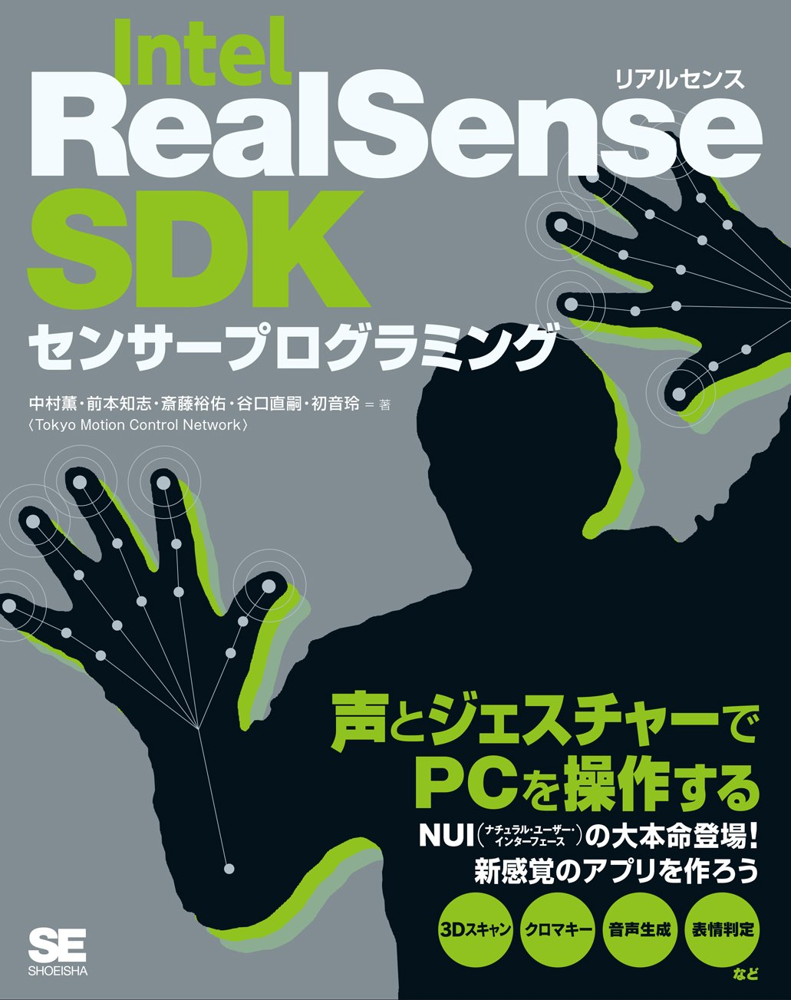 Intel
リアルセンス
RealSense
SDK
センサープログラミング
中村薫・前本知志・斎藤裕佑・谷口直嗣・初音玲＝著
〈Tokyo Motion Control Network〉
声とジェスチャーで
PCを操作する
NUI（ナチュラル・ユーザー・インターフェース）の大本命登場！
新感覚のアプリを作ろう
3Dスキャン クロマキー 音声生成 表情判定
など
SE
SHOEISHA